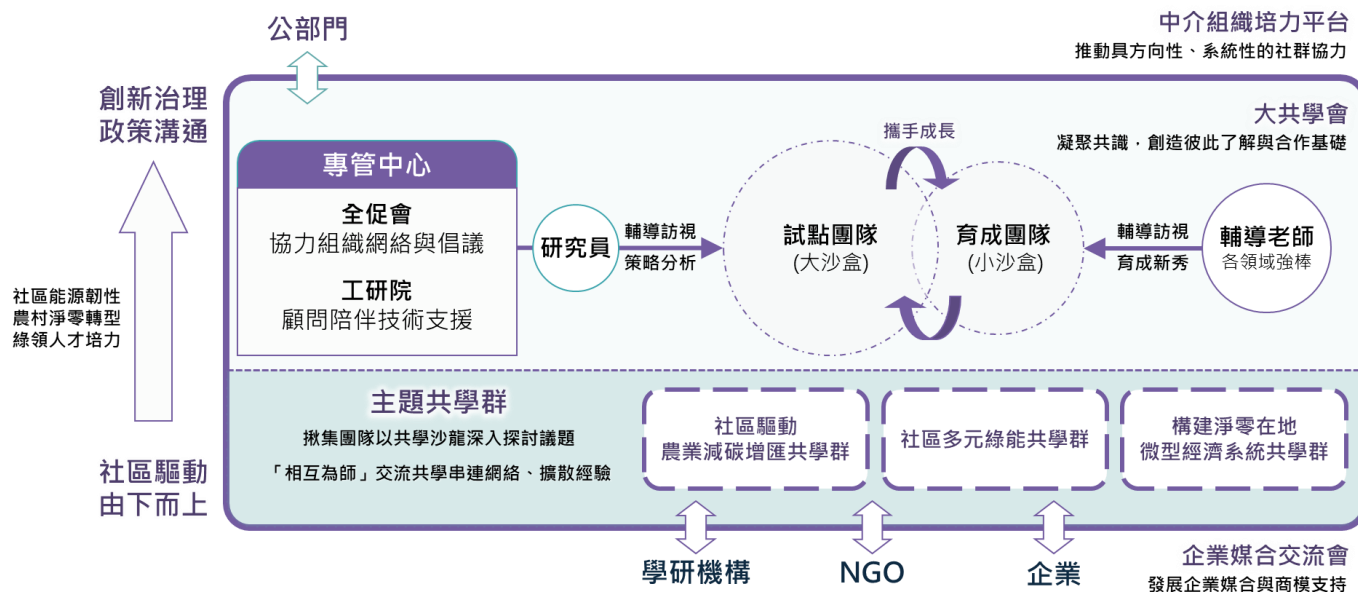 公部門
中介組織培力平台
推動具方向性、系統性的社群協力
創新治理
政策溝通
大共學會
凝聚共識，創造彼此了解與合作基礎
專管中心
全促會
協力組織網絡與倡議
工研院
顧問陪伴技術支援
研究員
輔導訪視
策略分析
攜手成長
試點團隊
(大沙盒)
育成團隊
(小沙盒)
輔導訪視
育成新秀
輔導老師
各領域強棒
社區能源韌性
農村淨零轉型
綠領人才培力
主題共學群
揪集團隊以共學沙龍深入探討議題
「相互為師」交流共學串連網絡、擴散經驗
社區驅動
農業減碳增匯共學群
社區多元綠能共學群
構建淨零在地
微型經濟系統共學群
社區驅動
由下而上
學研機構
NGO
企業
企業媒合交流會
發展企業媒合與商模支持